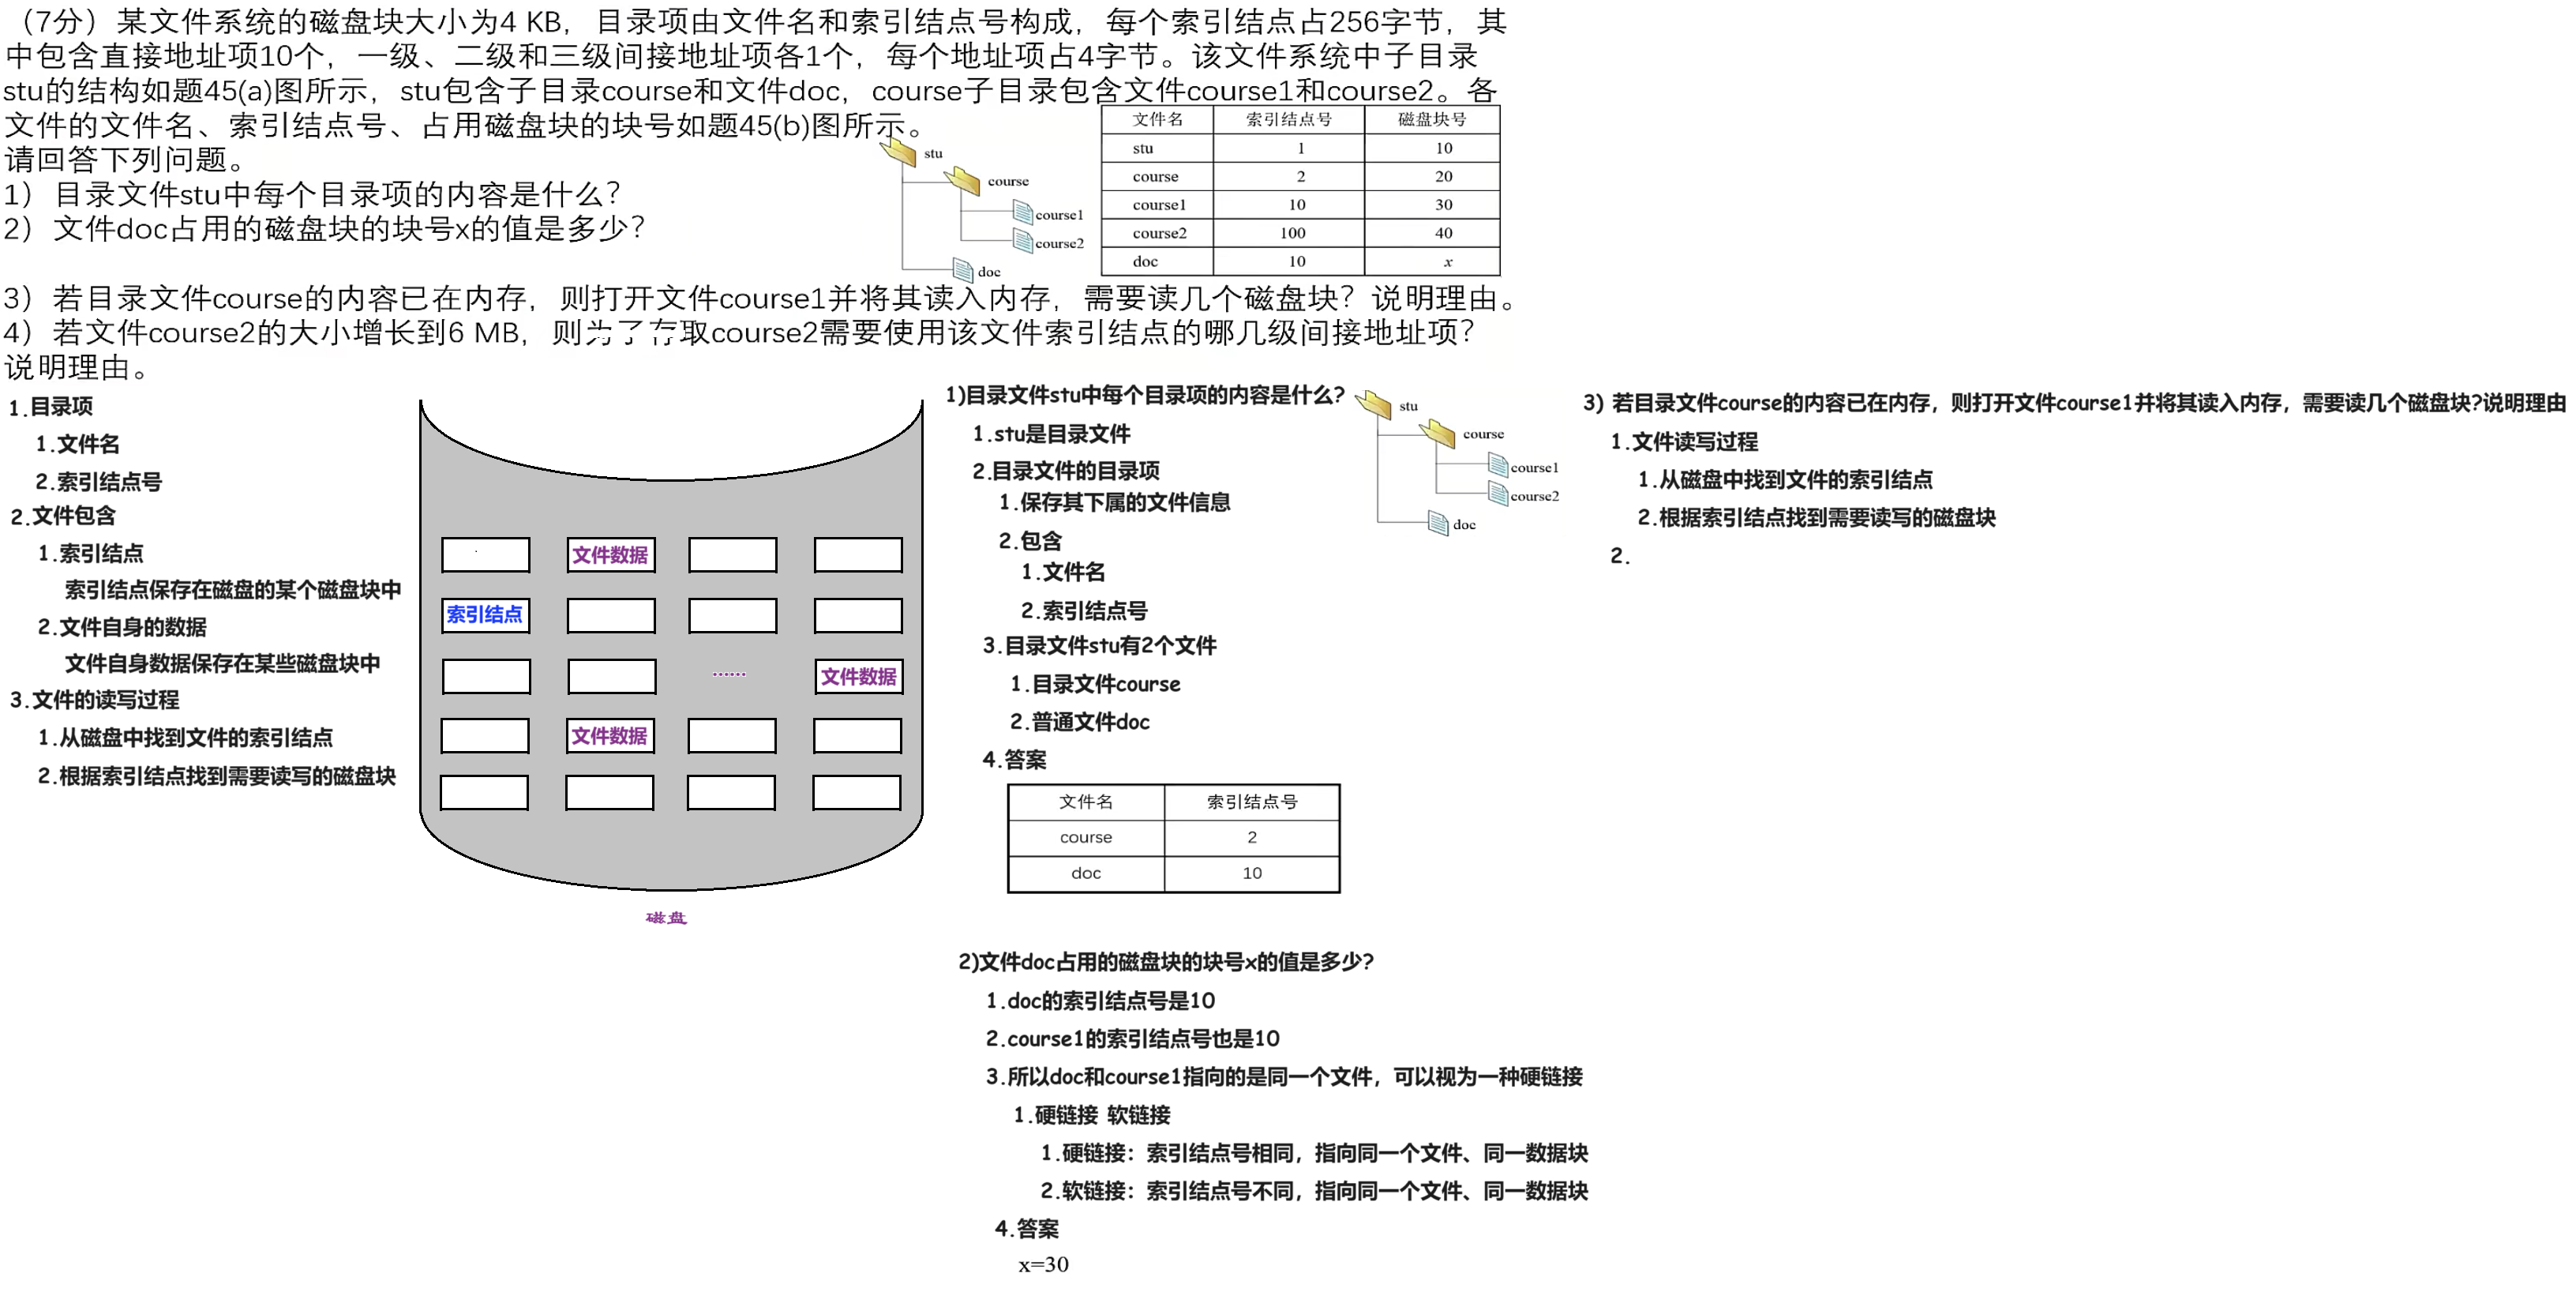 （7分）某文件系统的磁盘块大小为4 KB，目录项由文件名和索引结点号构成，每个索引结点占256字节，其
中包含直接地址项10个，一级、二级和三级间接地址项各1个，每个地址项占4字节。该文件系统中子目录
stu的结构如题45(a)图所示，stu包含子目录course和文件doc，course子目录包含文件course1和course2。各
文件的文件名、索引结点号、占用磁盘块的块号如题45(b)图所示。
请回答下列问题。
1）目录文件stu中每个目录项的内容是什么？
2）文件doc占用的磁盘块的块号x的值是多少？
stu
course
course1
course2
doc
文件名 索引结点号 磁盘块号
stu 1 10
course 2 20
course1 10 30
course2 100 40
doc 10 x
3）若目录文件course的内容已在内存，则打开文件course1并将其读入内存，需要读几个磁盘块？说明理由。
4）若文件course2的大小增长到6 MB，则为了存取course2需要使用该文件索引结点的哪几级间接地址项？
说明理由。
1.目录项
1.文件名
2.索引结点号
2.文件包含
1.索引结点
索引结点保存在磁盘的某个磁盘块中
2.文件自身的数据
文件自身数据保存在某些磁盘块中
3.文件的读写过程
1.从磁盘中找到文件的索引结点
2.根据索引结点找到需要读写的磁盘块
文件数据
索引结点
……
文件数据
文件数据
磁盘
1)目录文件stu中每个目录项的内容是什么?
1.stu是目录文件
2.目录文件的目录项
1.保存其下属的文件信息
2.包含
1.文件名
2.索引结点号
3.目录文件stu有2个文件
1.目录文件course
2.普通文件doc
4.答案
文件名 索引结点号
course 2
doc 10
stu
course
course1
course2
doc
2)文件doc占用的磁盘块的块号x的值是多少?
1.doc的索引结点号是10
2.course1的索引结点号也是10
3.所以doc和course1指向的是同一个文件，可以视为一种硬链接
1.硬链接 软链接
1.硬链接：索引结点号相同，指向同一个文件、同一数据块
2.软链接：索引结点号不同，指向同一个文件、同一数据块
4.答案
x=30
3) 若目录文件course的内容已在内存，则打开文件course1并将其读入内存，需要读几个磁盘块?说明理由
1.文件读写过程
1.从磁盘中找到文件的索引结点
2.根据索引结点找到需要读写的磁盘块
2.